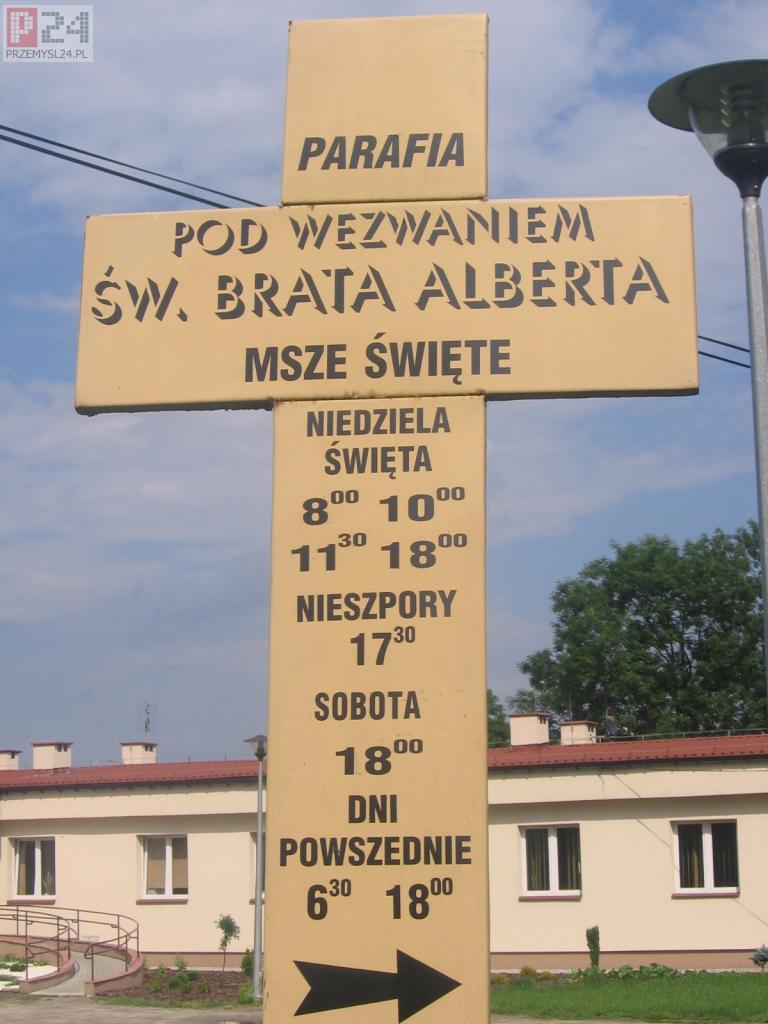 P24
PRZEMYSL24.PL
PARAFIA
POD WEZWANIEM
ŚW. BRATA ALBERTA
MSZE ŚWIĘTE
NIEDZIELA
ŚWIĘTA
8⁰⁰ 10⁰⁰
11³⁰ 18⁰⁰
NIESZPORY
17³⁰
SOBOTA
18⁰⁰
DNI
POWSZEDNIE
6³⁰ 18⁰⁰